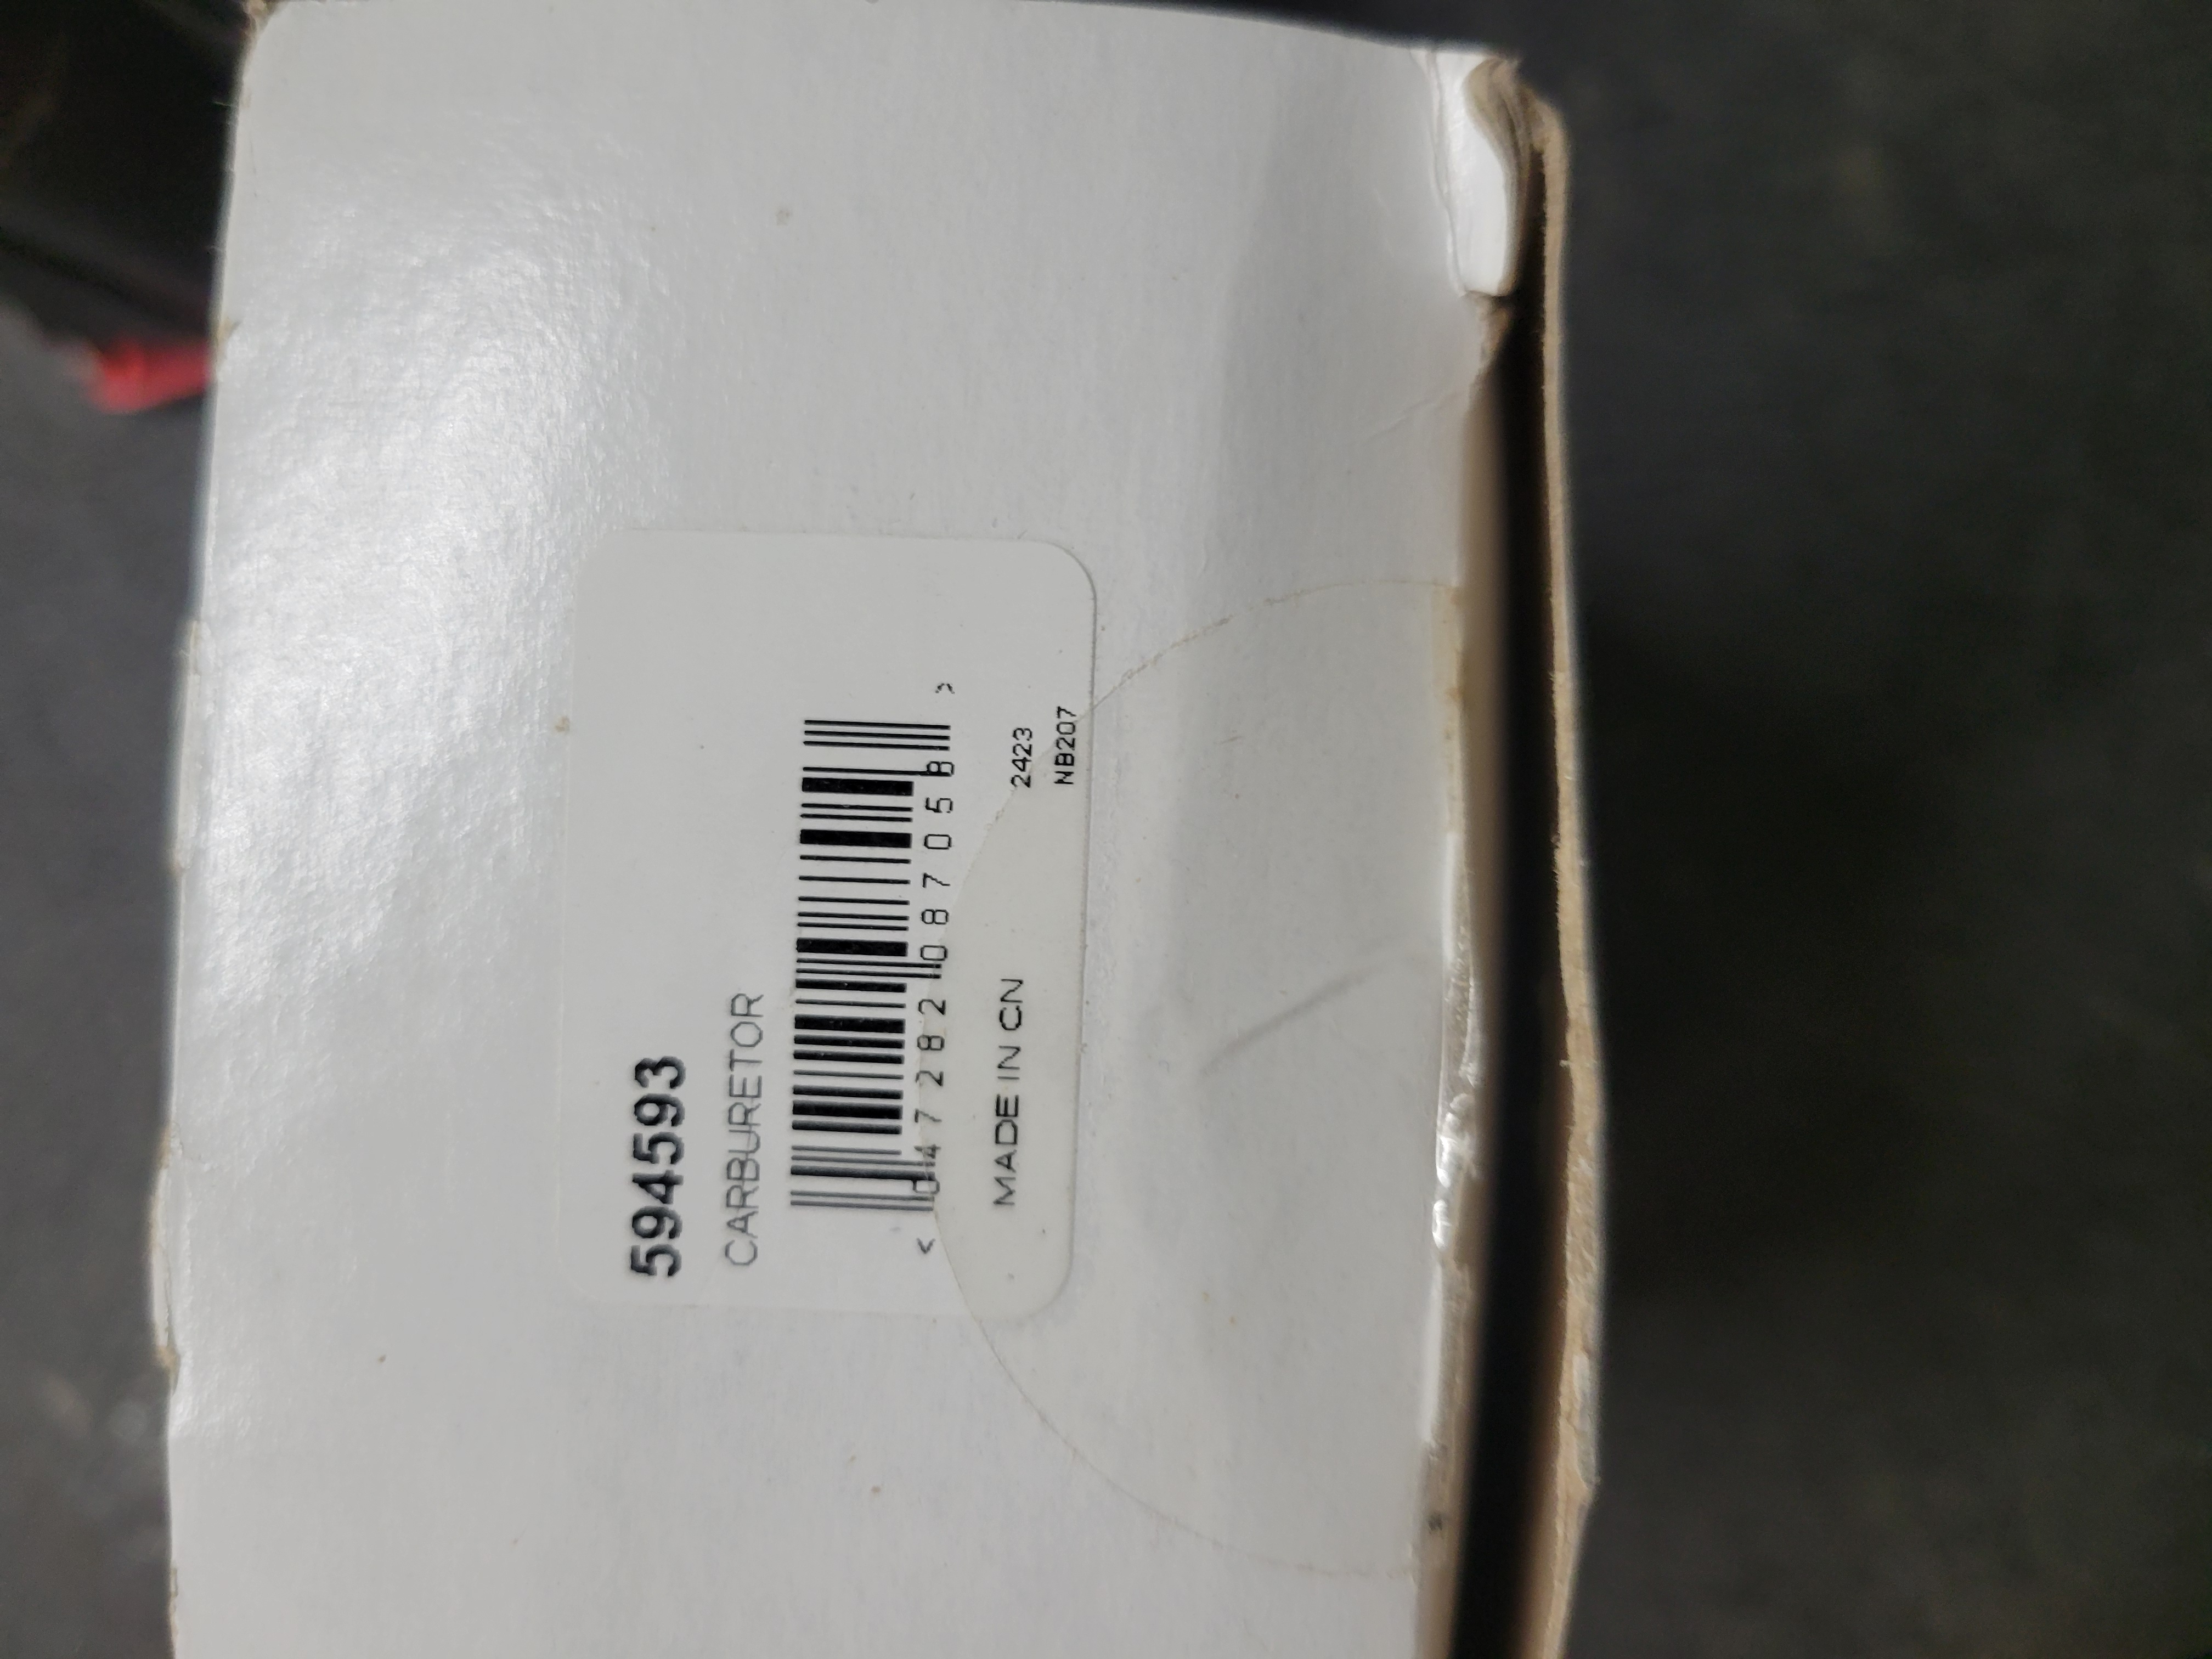 594593
CARBURETOR
< 0 47282 08705 8 >
MADE IN CN
2423
NB207